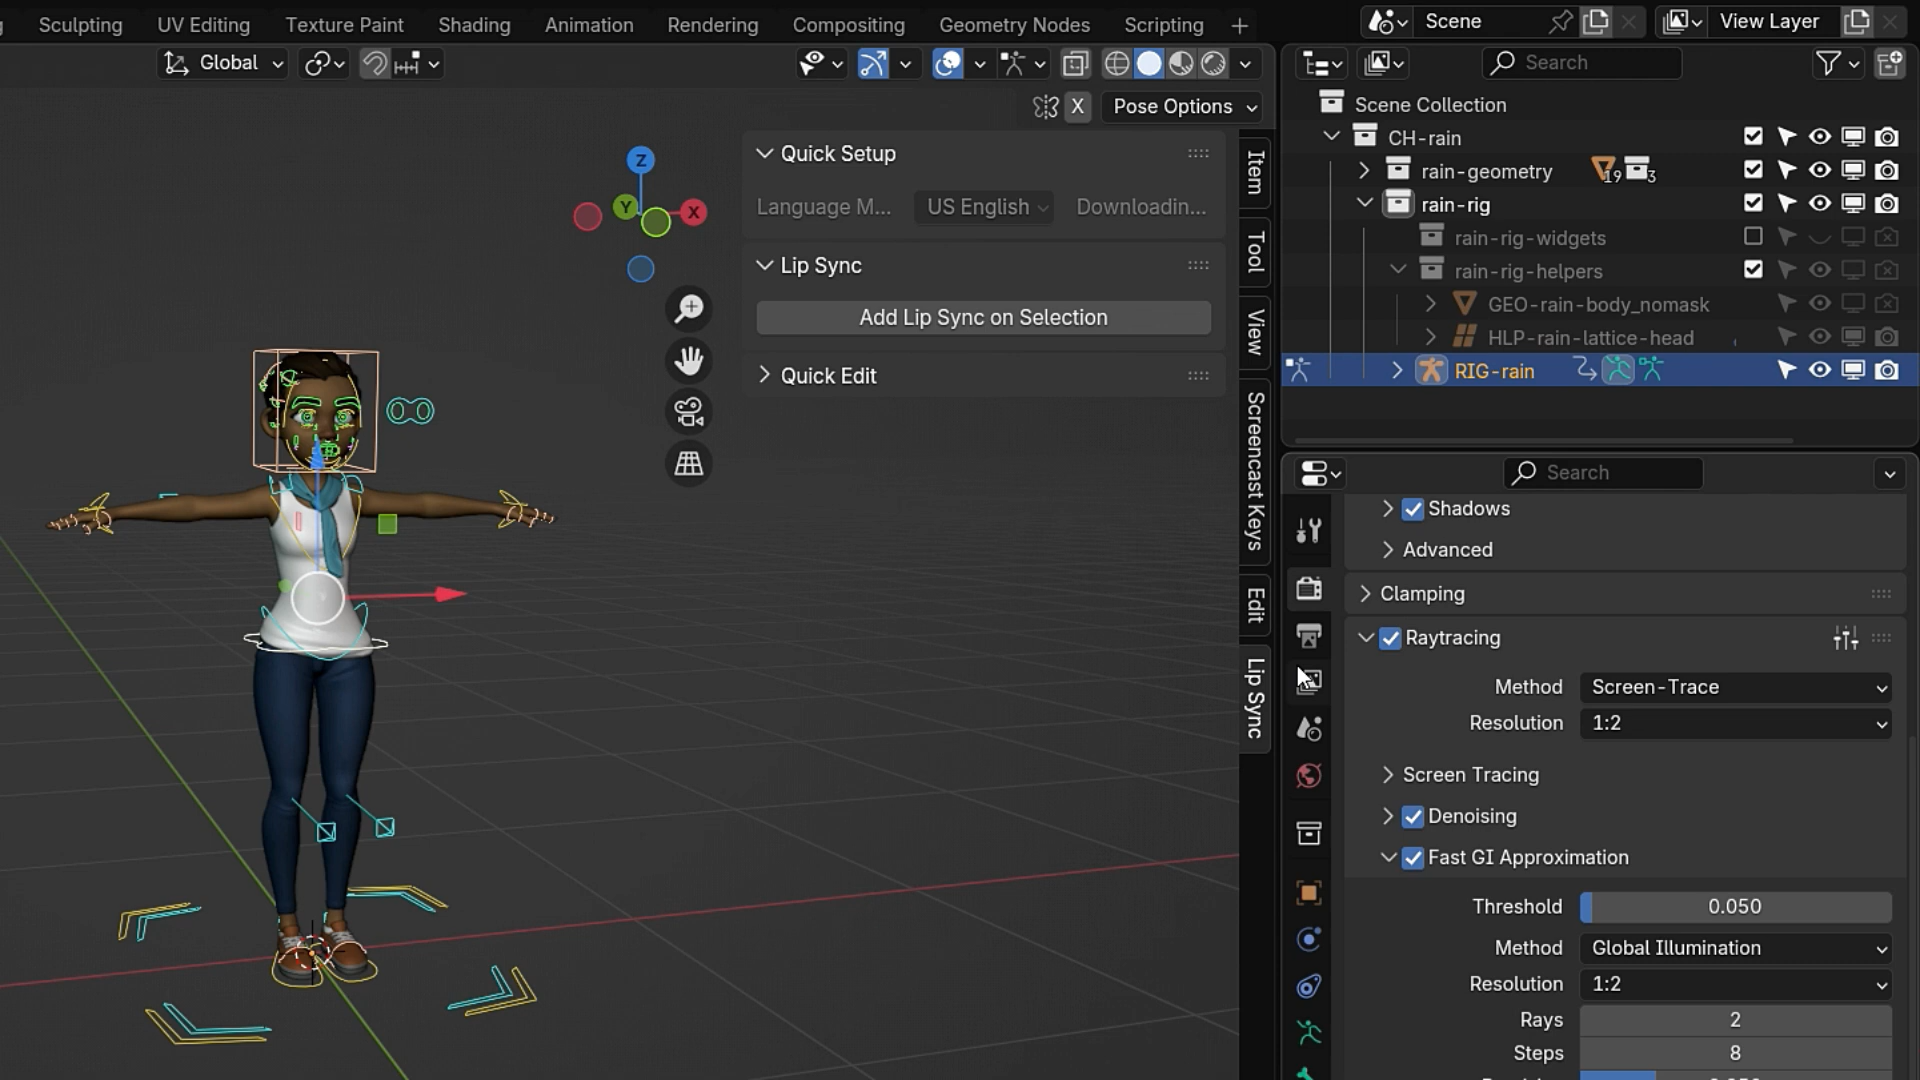 Sculpting UV Editing Texture Paint Shading Animation Rendering Compositing Geometry Nodes Scripting +
Scene
View Layer
Global
Search
X
Pose Options
Scene Collection
CH-rain
rain-geometry 19 3
rain-rig
rain-rig-widgets
rain-rig-helpers
GEO-rain-body_nomask
HLP-rain-lattice-head
RIG-rain
Z
Y
X
Quick Setup
Language M... US English Downloadin...
Lip Sync
Add Lip Sync on Selection
Quick Edit
Item
Tool
View
Screencast Keys
Edit
Lip Sync
Search
Shadows
Advanced
Clamping
Raytracing
Method Screen-Trace
Resolution 1:2
Screen Tracing
Denoising
Fast GI Approximation
Threshold 0.050
Method Global Illumination
Resolution 1:2
Rays 2
Steps 8